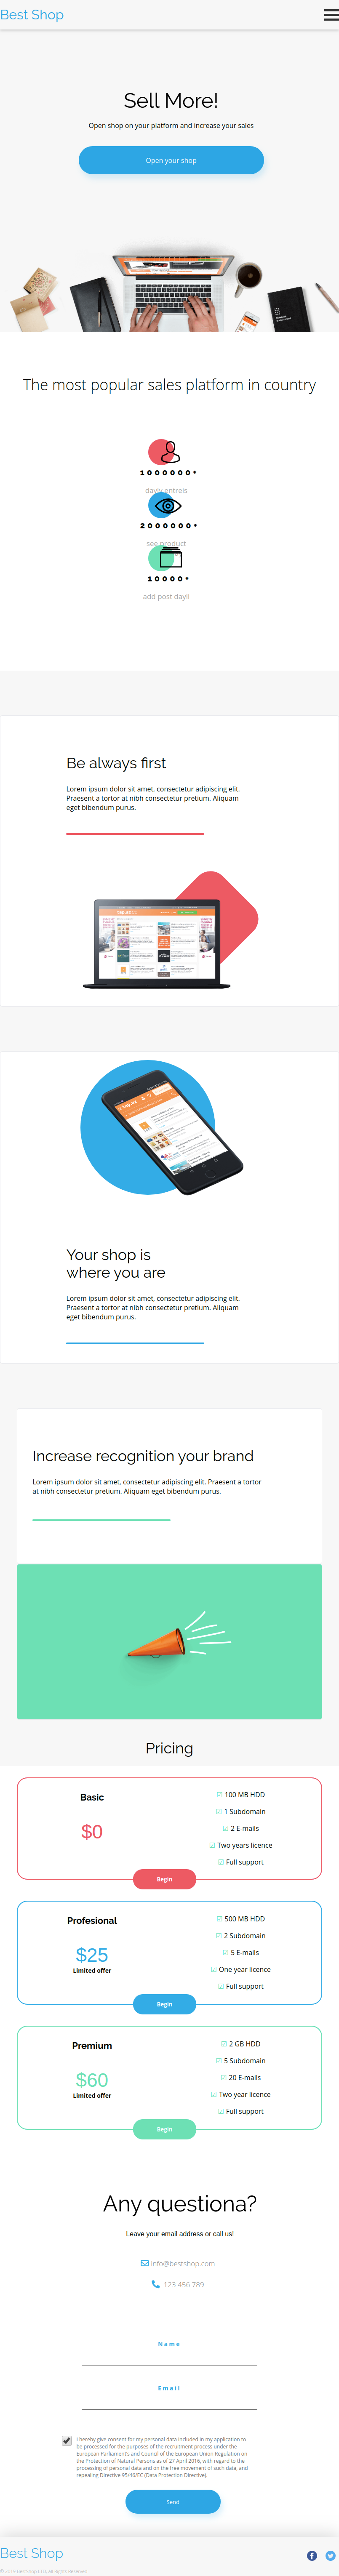 Best Shop
Sell More!
Open shop on your platform and increase your sales
Open your shop
The most popular sales platform in country
1000000+
dayly entreis
2000000+
see product
10000+
add post dayli
Be always first
Lorem ipsum dolor sit amet, consectetur adipiscing elit.
Praesent a tortor at nibh consectetur pretium. Aliquam
eget bibendum purus.
Your shop is
where you are
Lorem ipsum dolor sit amet, consectetur adipiscing elit.
Praesent a tortor at nibh consectetur pretium. Aliquam
eget bibendum purus.
Increase recognition your brand
Lorem ipsum dolor sit amet, consectetur adipiscing elit. Praesent a tortor
at nibh consectetur pretium. Aliquam eget bibendum purus.
Pricing
Basic
$0
100 MB HDD
1 Subdomain
2 E-mails
Two years licence
Full support
Begin
Profesional
$25
Limited offer
500 MB HDD
2 Subdomain
5 E-mails
One year licence
Full support
Begin
Premium
$60
Limited offer
2 GB HDD
5 Subdomain
20 E-mails
Two year licence
Full support
Begin
Any questiona?
Leave your email address or call us!
info@bestshop.com
123 456 789
Name
Email
I hereby give consent for my personal data included in my application to
be processed for the purposes of the recruitment process under the
European Parliament's and Council of the European Union Regulation on
the Protection of Natural Persons as of 27 April 2016, with regard to the
processing of personal data and on the free movement of such data, and
repealing Directive 95/46/EC (Data Protection Directive).
Send
Best Shop
© 2019 BestShop LTD. All Rights Reserved